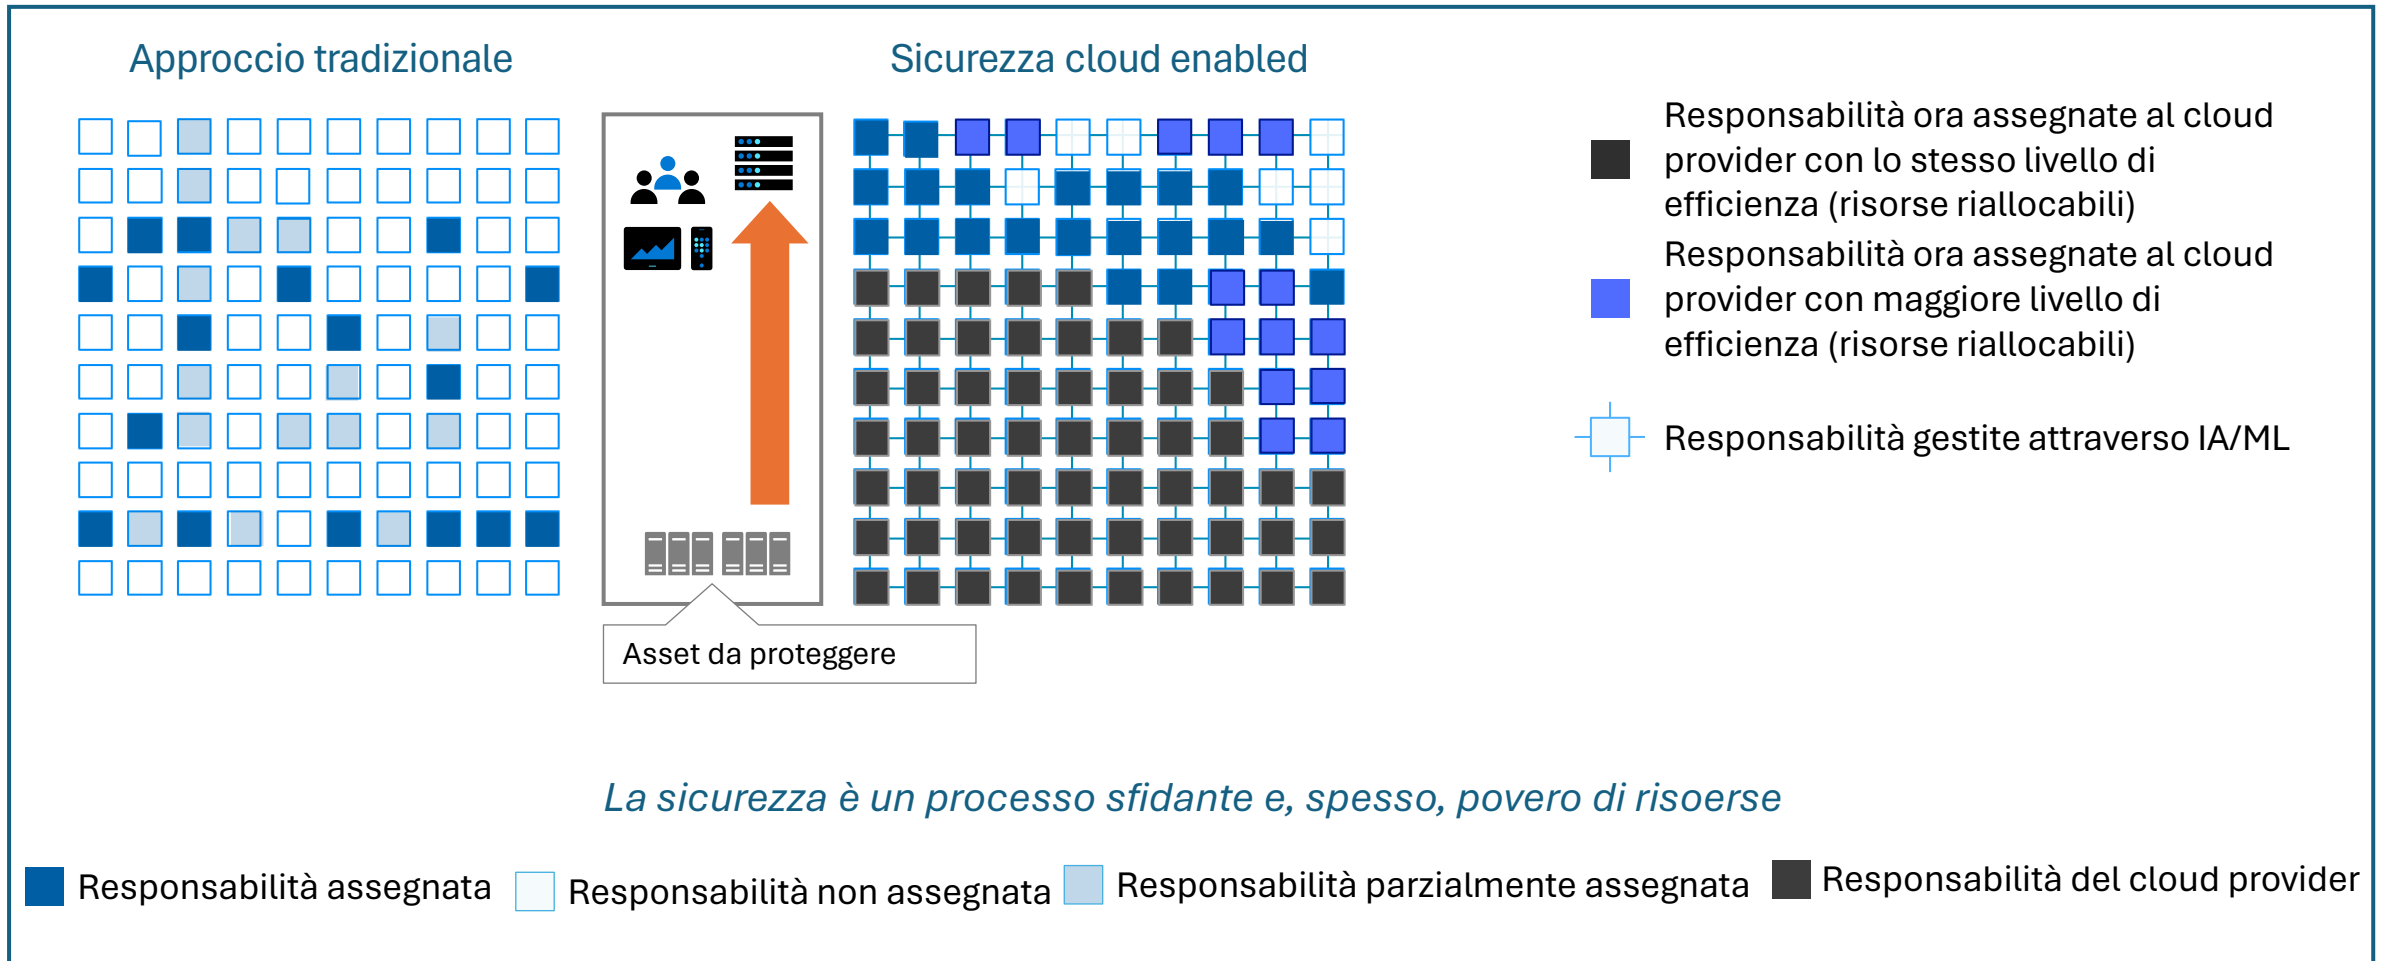 Approccio tradizionale
Sicurezza cloud enabled
Responsabilità ora assegnate al cloud
provider con lo stesso livello di
efficienza (risorse riallocabili)
Responsabilità ora assegnate al cloud
provider con maggiore livello di
efficienza (risorse riallocabili)
Responsabilità gestite attraverso IA/ML
Asset da proteggere
La sicurezza è un processo sfidante e, spesso, povero di risoerse
Responsabilità assegnata
Responsabilità non assegnata
Responsabilità parzialmente assegnata
Responsabilità del cloud provider